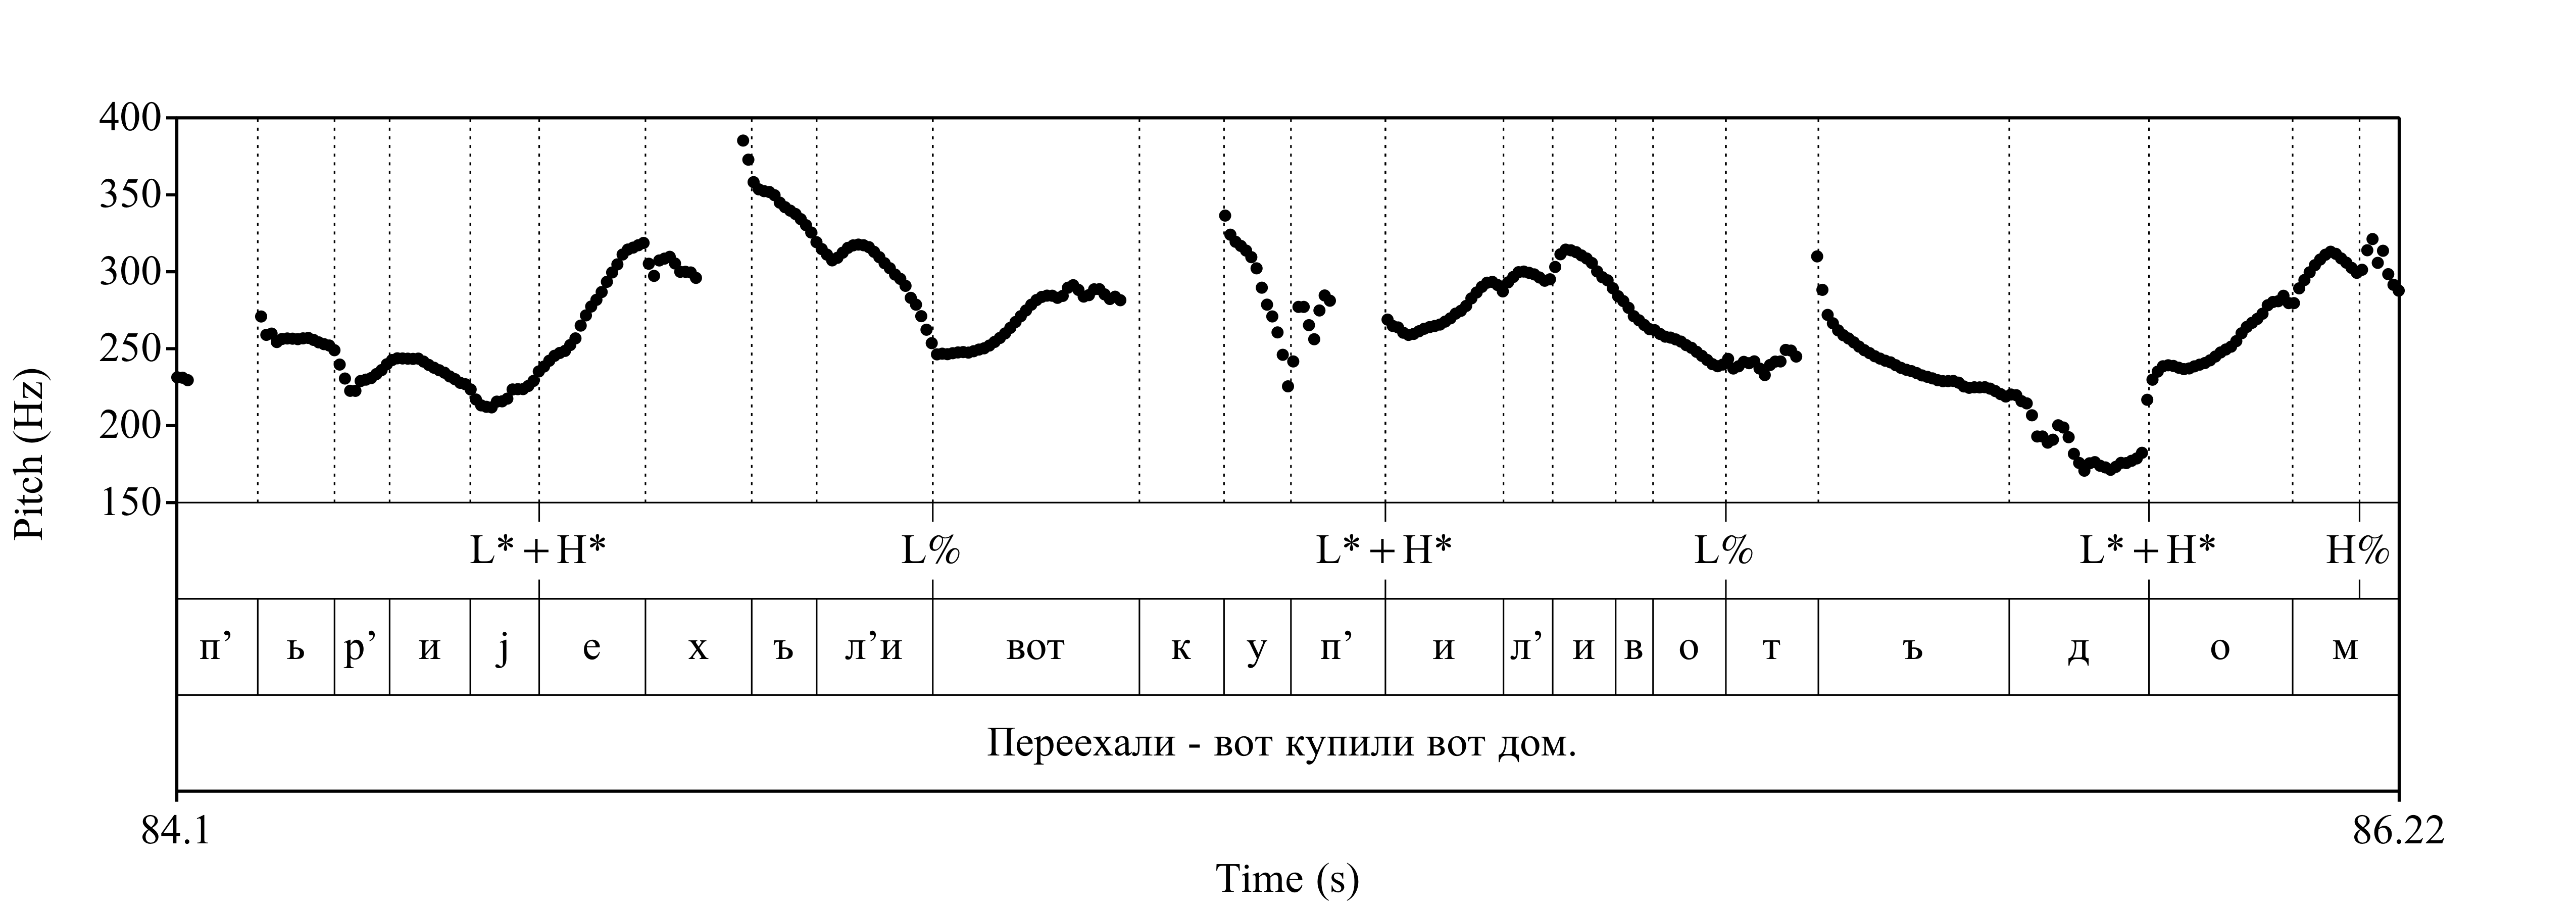 400
350
300
250
200
150
Pitch (Hz)
L*+H* L% L*+H* L% L*+H* H%
п’ ь р’ и j е х ъ л’и вот к у п’ и л’ и в о т ъ д о м
Переехали - вот купили вот дом.
84.1 86.22
Time (s)